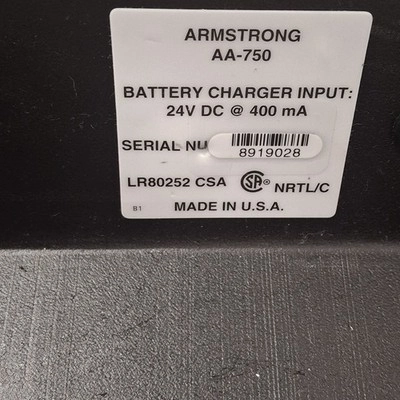 ARMSTRONG
AA-750
BATTERY CHARGER INPUT:
24V DC @ 400 mA
SERIAL NU 8919028
LR80252 CSA SA NRTL/C
B1 MADE IN U.S.A.